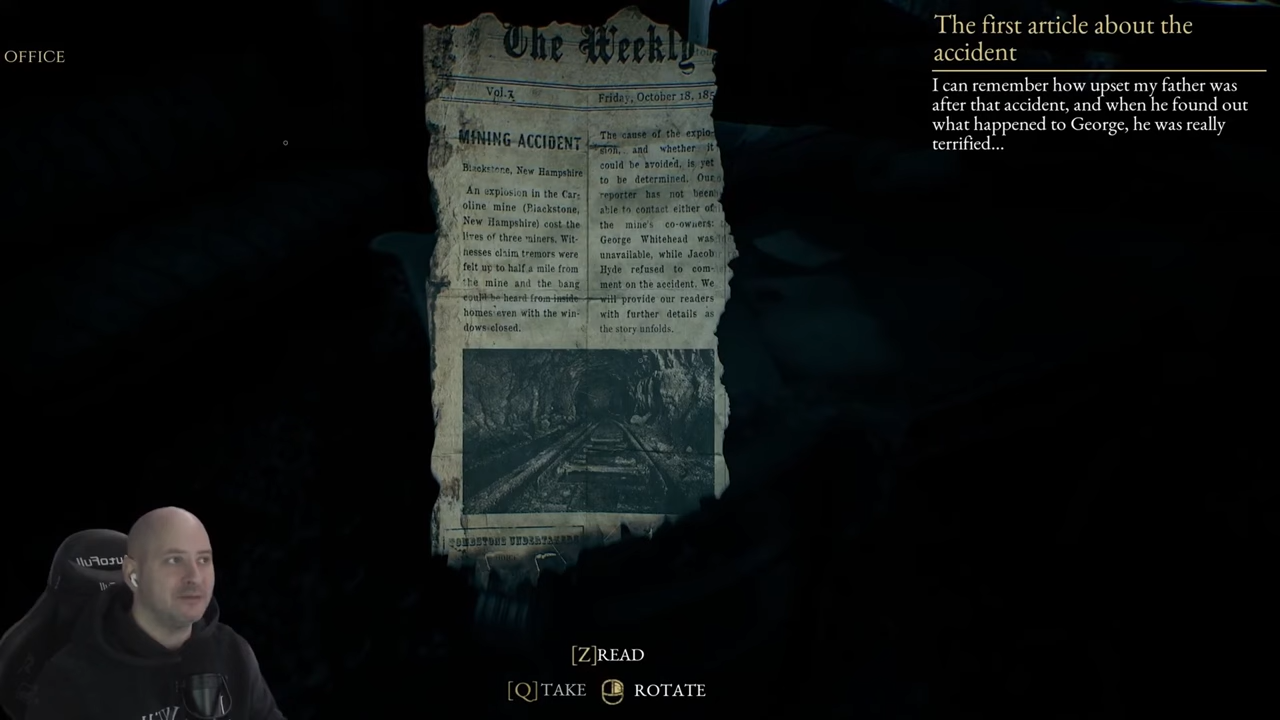 OFFICE
The Weekly
Vol.3
Friday, October 18, 185
MINING ACCIDENT
Blackstone, New Hampshire
An explosion in the Car-
oline mine (Blackstone,
New Hampshire) cost the
lives of three miners. Wit-
nesses claim tremors were
felt up to half a mile from
the mine and the bang
could be heard from inside
homes even with the win-
dows closed.
The cause of the explo-
sion, and whether it
could be avoided, is yet
to be determined. Our
reporter has not been
able to contact either of
the mine's co-owners:
George Whitehead was
unavailable, while Jacob
Hyde refused to com-
ment on the accident. We
will provide our readers
with further details as
the story unfolds.
TOMBSTONE UNDERTAKERS
The first article about the
accident
I can remember how upset my father was
after that accident, and when he found out
what happened to George, he was really
terrified...
AutoFull
[Z]READ
[Q]TAKE
ROTATE